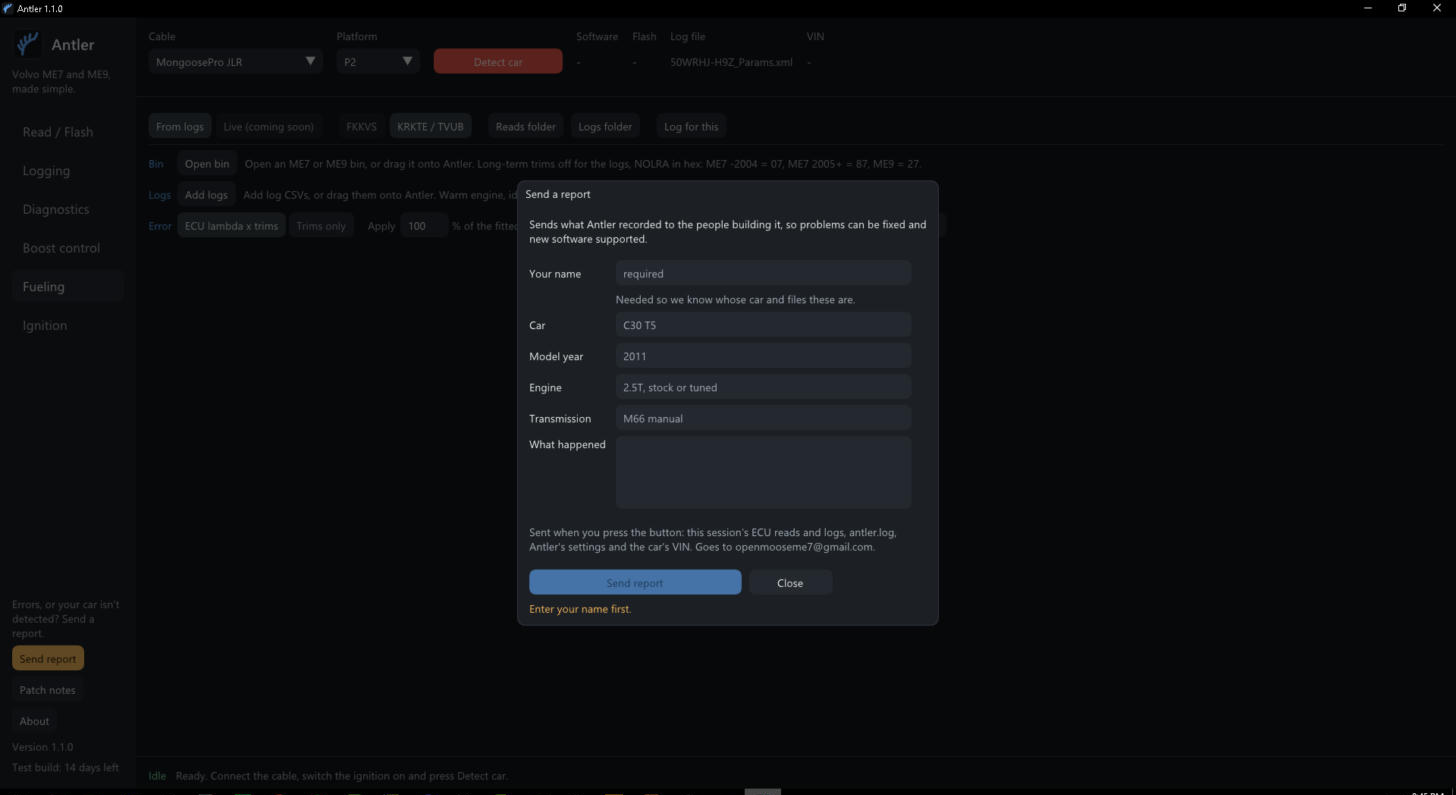 Antler 1.1.0
Antler
Volvo ME7 and ME9,
made simple.
Read / Flash
Logging
Diagnostics
Boost control
Fueling
Ignition
Errors, or your car isn't
detected? Send a
report.
Send report
Patch notes
About
Version 1.1.0
Test build: 14 days left
Cable Platform Software Flash Log file VIN
MongoosePro JLR P2 Detect car - - 50WRHJ-H9Z_Params.xml -
From logs Live (coming soon) FKKVS KRKTE / TVUB Reads folder Logs folder Log for this
Bin Open bin Open an ME7 or ME9 bin, or drag it onto Antler. Long-term trims off for the logs, NOLRA in hex: ME7 -2004 = 07, ME7 2005+ = 87, ME9 = 27.
Logs Add logs Add log CSVs, or drag them onto Antler. Warm engine,
Error ECU lambda x trims Trims only Apply 100 % of the
Send a report
Sends what Antler recorded to the people building it, so problems can be fixed and
new software supported.
Your name required
Needed so we know whose car and files these are.
Car C30 T5
Model year 2011
Engine 2.5T, stock or tuned
Transmission M66 manual
What happened
Sent when you press the button: this session's ECU reads and logs, antler.log,
Antler's settings and the car's VIN. Goes to openmooseme7@gmail.com.
Send report Close
Enter your name first.
Idle Ready. Connect the cable, switch the ignition on and press Detect car.